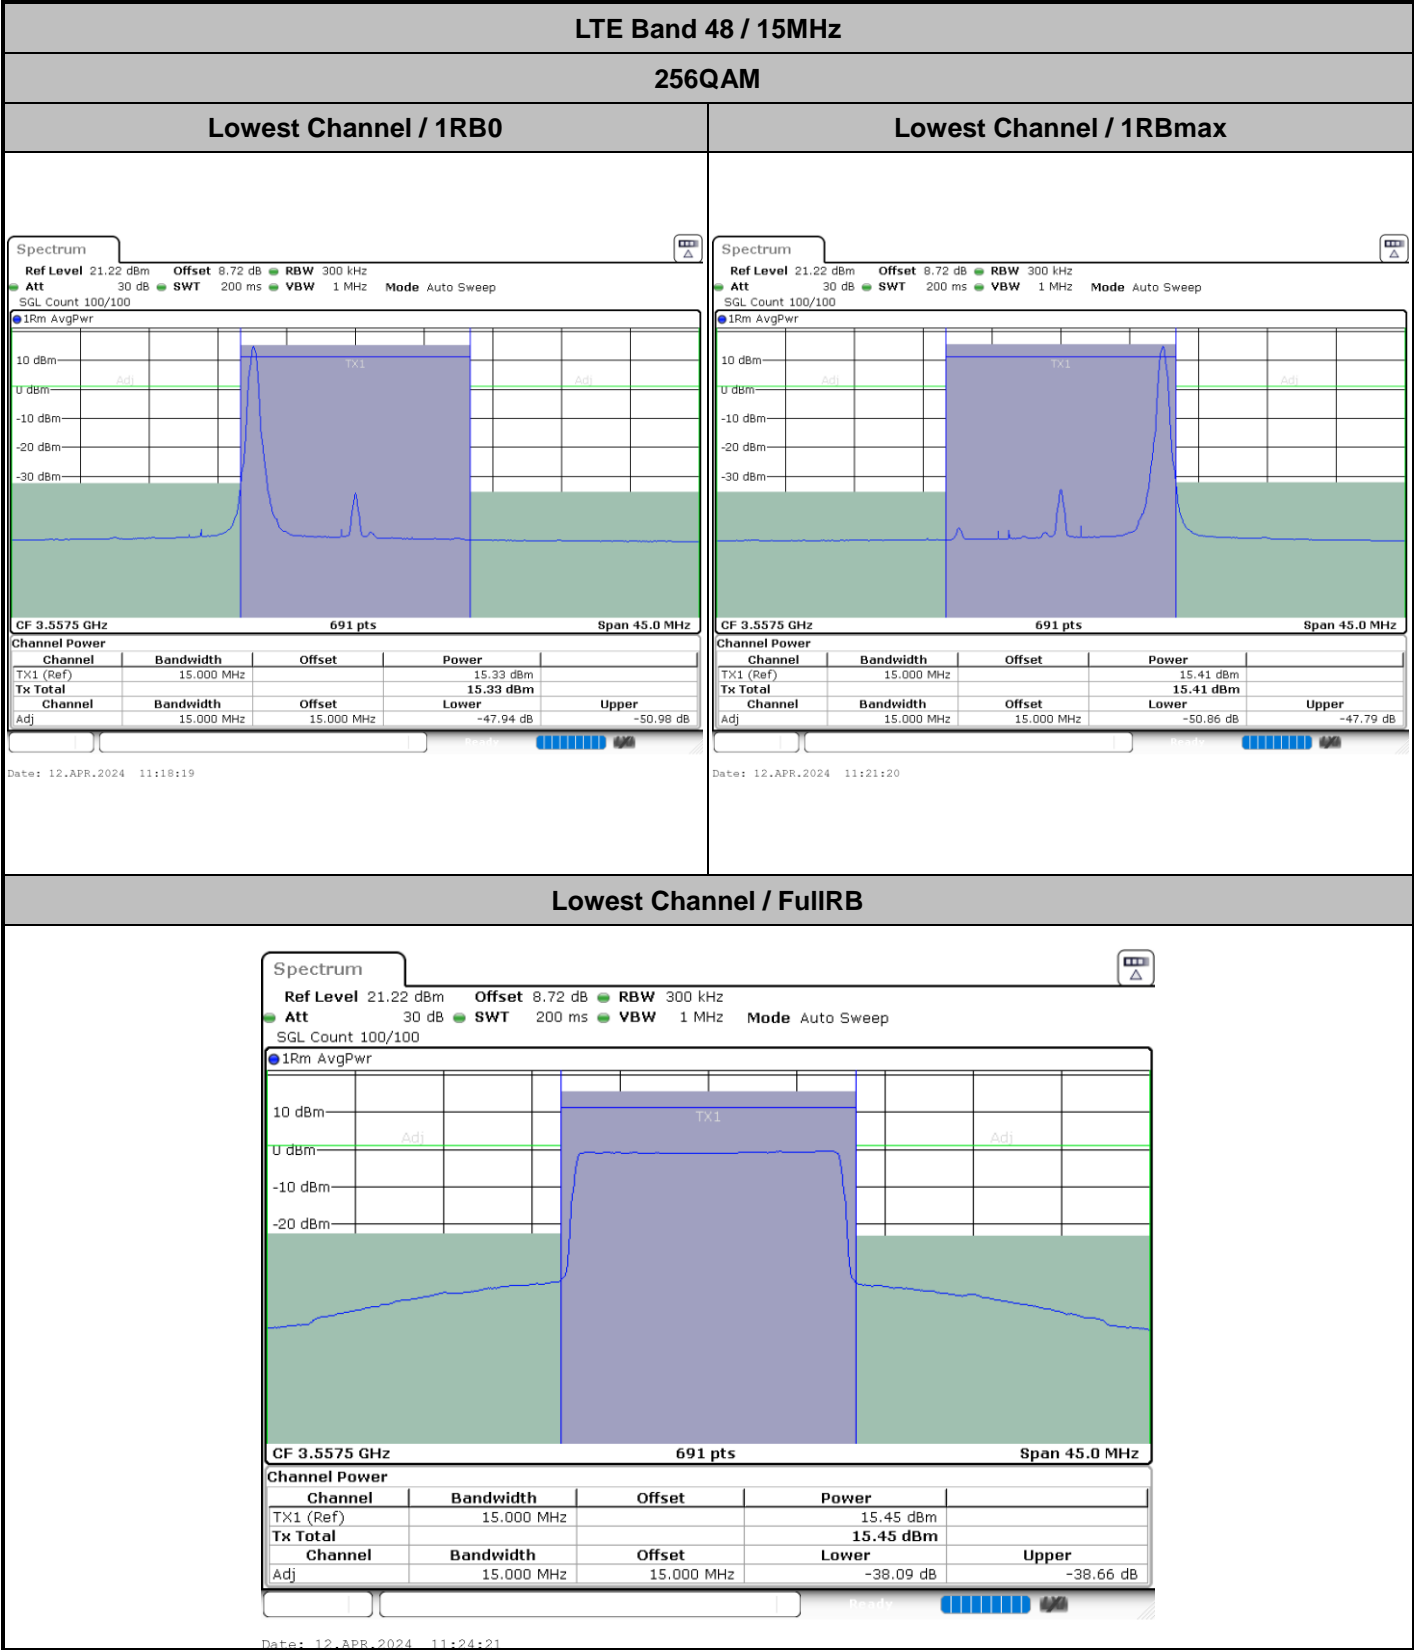 LTE Band 48 / 15MHz
256QAM
Lowest Channel / 1RB0
Lowest Channel / 1RBmax
Spectrum
Ref Level 21.22 dBm Offset 8.72 dB RBW 300 kHz
Att 30 dB SWT 200 ms VBW 1 MHz Mode Auto Sweep
SGL Count 100/100
1Rm AvgPwr
10 dBm
TX1
Adj
Adj
0 dBm
-10 dBm
-20 dBm
-30 dBm
CF 3.5575 GHz 691 pts Span 45.0 MHz
Channel Power
Channel Bandwidth Offset Power
TX1 (Ref) 15.000 MHz 15.33 dBm
Tx Total 15.33 dBm
Channel Bandwidth Offset Lower Upper
Adj 15.000 MHz 15.000 MHz -47.94 dB -50.98 dB
Ready
Date: 12.APR.2024 11:18:19
Spectrum
Ref Level 21.22 dBm Offset 8.72 dB RBW 300 kHz
Att 30 dB SWT 200 ms VBW 1 MHz Mode Auto Sweep
SGL Count 100/100
1Rm AvgPwr
10 dBm
TX1
Adj
Adj
0 dBm
-10 dBm
-20 dBm
-30 dBm
CF 3.5575 GHz 691 pts Span 45.0 MHz
Channel Power
Channel Bandwidth Offset Power
TX1 (Ref) 15.000 MHz 15.41 dBm
Tx Total 15.41 dBm
Channel Bandwidth Offset Lower Upper
Adj 15.000 MHz 15.000 MHz -50.86 dB -47.79 dB
Ready
Date: 12.APR.2024 11:21:20
Lowest Channel / FullRB
Spectrum
Ref Level 21.22 dBm Offset 8.72 dB RBW 300 kHz
Att 30 dB SWT 200 ms VBW 1 MHz Mode Auto Sweep
SGL Count 100/100
1Rm AvgPwr
10 dBm
TX1
Adj
Adj
0 dBm
-10 dBm
-20 dBm
CF 3.5575 GHz 691 pts Span 45.0 MHz
Channel Power
Channel Bandwidth Offset Power
TX1 (Ref) 15.000 MHz 15.45 dBm
Tx Total 15.45 dBm
Channel Bandwidth Offset Lower Upper
Adj 15.000 MHz 15.000 MHz -38.09 dB -38.66 dB
Ready
Date: 12.APR.2024 11:24:21